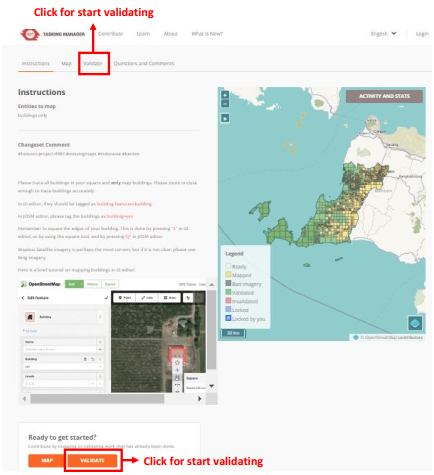 Click for start validating
TASKING MANAGER Contribute Learn About What is New?
English Login
Instructions Map Validate Questions and Comments
Instructions
Entities to map
buildings only
Changeset Comment
Please trace all buildings in your square and only map buildings. Please zoom in close
enough to trace buildings accurately.
In iD editor, they should be tagged as building features>building
In JOSM editor, please tag the buildings as building=yes
Remember to square the edges of your building. This is done by pressing "S" in iD
editor, or by using the square tool, and by pressing "Q" in JOSM editor.
Mapbox Satellite imagery is perhaps the most current, but if it is not clear, please use
Bing imagery.
Here is a brief tutorial on mapping buildings in iD editor:
OpenStreetMap Edit History Export
Edit feature
Point Line Area
Building
Name
Building
Levels
Square
ACTIVITY AND STATS
Legend
Ready
Mapped
Bad imagery
Validated
Invalidated
Locked
Locked by you
20 km
© OpenStreetMap contributors
Ready to get started?
Contribute by mapping or validating work that has already been done.
MAP VALIDATE
Click for start validating